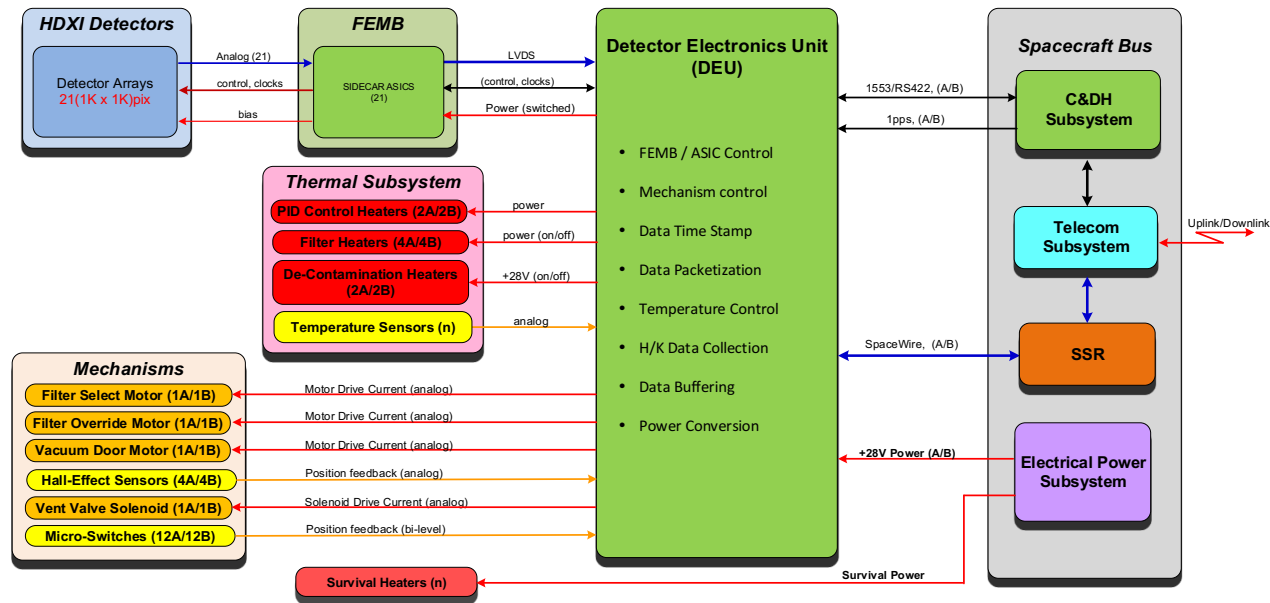 HDXI Detectors
Detector Arrays
21(1K x 1K)pix
Analog (21)
control, clocks
bias
FEMB
SIDECAR ASICS
(21)
LVDS
(control, clocks)
Power (switched)
Detector Electronics Unit
(DEU)
• FEMB / ASIC Control
• Mechanism control
• Data Time Stamp
• Data Packetization
• Temperature Control
• H/K Data Collection
• Data Buffering
• Power Conversion
Thermal Subsystem
PID Control Heaters (2A/2B)
power
Filter Heaters (4A/4B)
power (on/off)
De-Contamination Heaters
(2A/2B)
+28V (on/off)
Temperature Sensors (n)
analog
Mechanisms
Filter Select Motor (1A/1B)
Motor Drive Current (analog)
Filter Override Motor (1A/1B)
Motor Drive Current (analog)
Vacuum Door Motor (1A/1B)
Motor Drive Current (analog)
Hall-Effect Sensors (4A/4B)
Position feedback (analog)
Vent Valve Solenoid (1A/1B)
Solenoid Drive Current (analog)
Micro-Switches (12A/12B)
Position feedback (bi-level)
Survival Heaters (n)
Survival Power
Spacecraft Bus
1553/RS422, (A/B)
1pps, (A/B)
C&DH
Subsystem
Telecom
Subsystem
Uplink/Downlink
SpaceWire, (A/B)
SSR
+28V Power (A/B)
Electrical Power
Subsystem